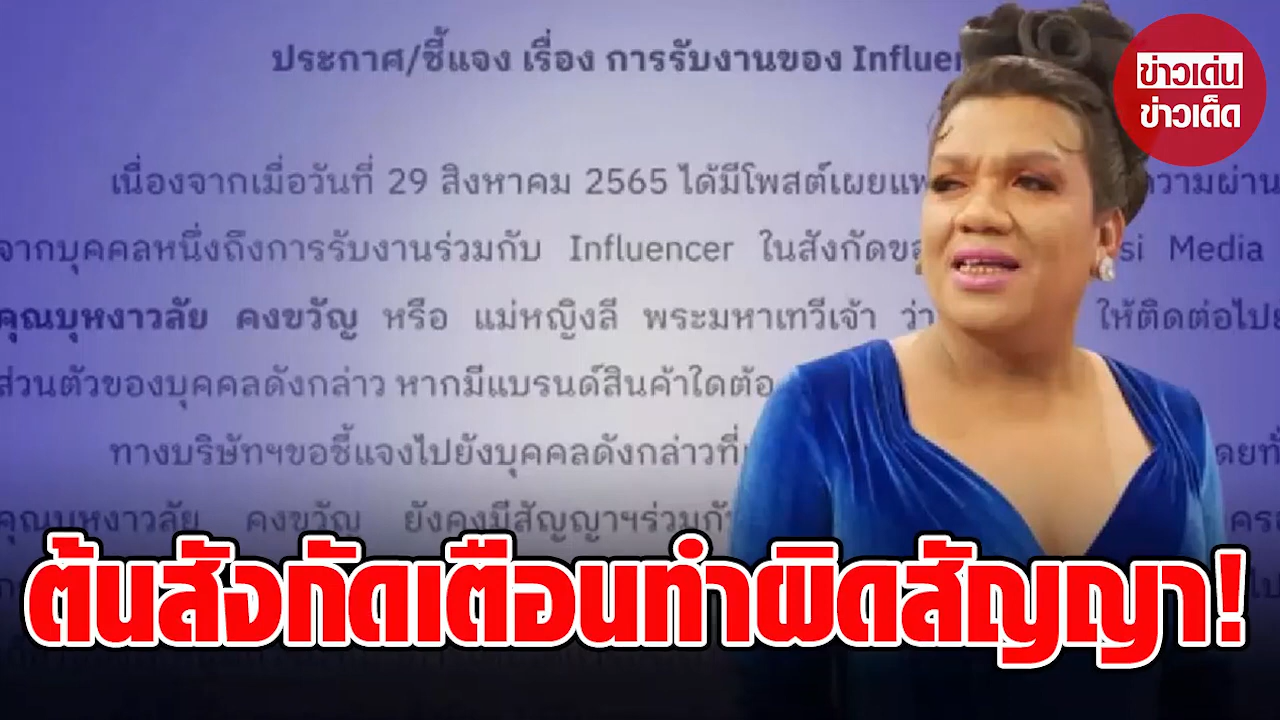 ประกาศ/ชี้แจง เรื่อง การรับงานของ
ข่าวเด่น
ข่าวเด็ด
เนื่องจากเมื่อวันที่ 29 สิงหาคม 2565 ได้มีโพสต์
จากบุคคลหนึ่งถึงการรับงานร่วมกับ Influencer ในสังกัด Media
คุณบุหงาวลัย คงขวัญ หรือ แม่หญิงลี พระมหาเทวีเจ้า ว่า ให้ติดต่อไป
ส่วนตัวของบุคคลดังกล่าว หากมีแบรนด์สินค้าใด
ทางบริษัทฯขอชี้แจงไปยังบุคคลดังกล่าว
คุณบุหงาวลัย คงขวัญ ยังคงมีสัญญาฯ
ต้นสังกัดเตือนทำผิดสัญญา!